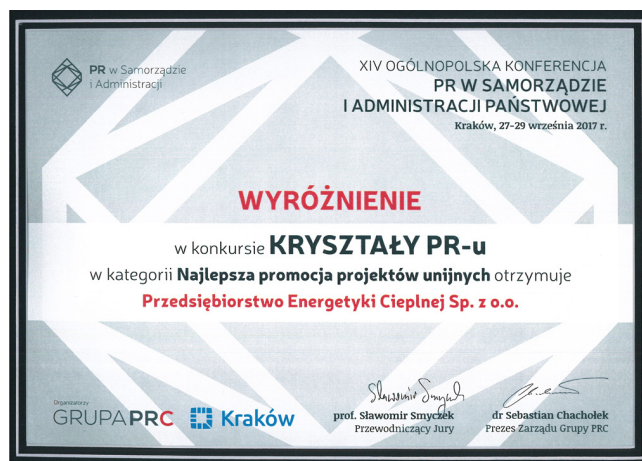 PR w Samorządzie
i Administracji
XIV OGÓLNOPOLSKA KONFERENCJA
PR W SAMORZĄDZIE
I ADMINISTRACJI PAŃSTWOWEJ
Kraków, 27-29 września 2017 r.
WYRÓŻNIENIE
w konkursie KRYSZTAŁY PR-u
w kategorii Najlepsza promocja projektów unijnych otrzymuje
Przedsiębiorstwo Energetyki Cieplnej Sp. z o.o.
Organizatorzy
GRUPAPRC Kraków
Sławomir Smyczek
prof. Sławomir Smyczek
Przewodniczący Jury
dr Sebastian Chachołek
Prezes Zarządu Grupy PRC